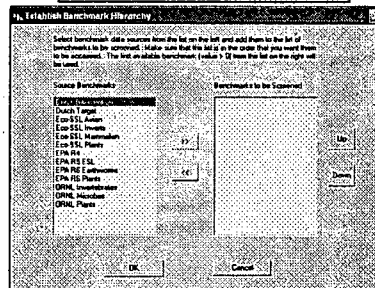 Establish Benchmark Hierarchy
Select benchmark data sources from the list on the left and add them to the list of
benchmarks to be screened. Make sure that the list is in the order that you want them
to be screened. The first available benchmark (value > 0) from the list on the right will
be used.
Source Benchmarks
Benchmarks to be Screened
Dutch Target
Eco-SSL Avian
Eco-SSL Inverts
Eco-SSL Mammalian
Eco-SSL Plants
EPA R4
EPA R5 ESL
EPA R6 Earthworms
EPA R6 Plants
ORNL Invertebrates
ORNL Microbes
ORNL Plants
>>
<<
Up
Down
OK
Cancel